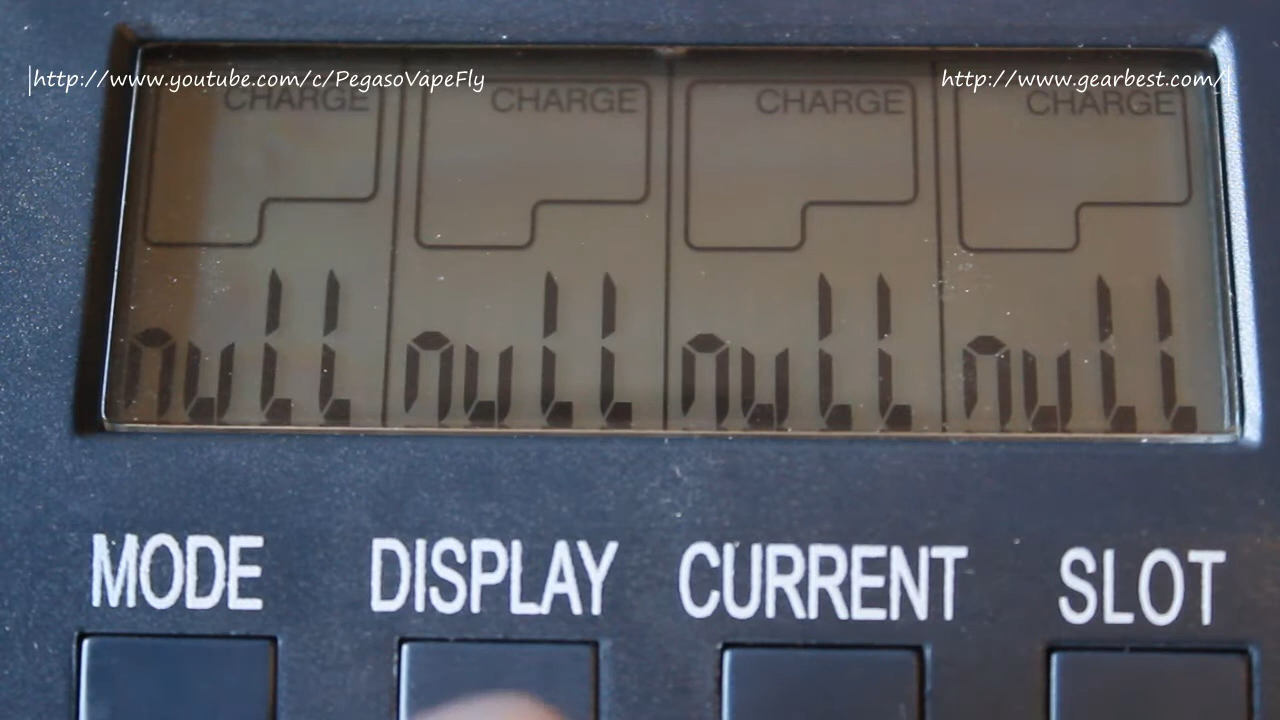 http://www.youtube.com/c/PegasoVapeFly http://www.gearbest.com/
CHARGE CHARGE CHARGE CHARGE
null null null null
MODE DISPLAY CURRENT SLOT